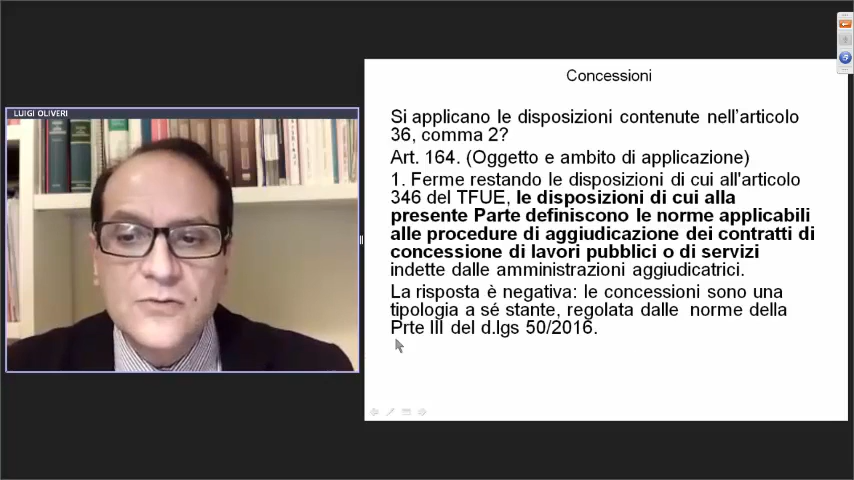 LUIGI OLIVERI
Concessioni
Si applicano le disposizioni contenute nell'articolo
36, comma 2?
Art. 164. (Oggetto e ambito di applicazione)
1. Ferme restando le disposizioni di cui all'articolo
346 del TFUE, le disposizioni di cui alla
presente Parte definiscono le norme applicabili
alle procedure di aggiudicazione dei contratti di
concessione di lavori pubblici o di servizi
indette dalle amministrazioni aggiudicatrici.
La risposta è negativa: le concessioni sono una
tipologia a sé stante, regolata dalle norme della
Prte III del d.lgs 50/2016.